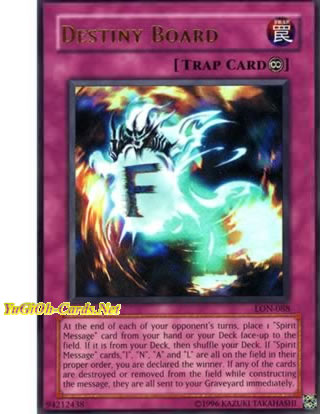 DESTINY BOARD
TRAP
罠
[TRAP CARD∞]
F
YuGiOh-Cards.Net
LON-088
At the end of each of your opponent's turns, place 1 "Spirit
Message" card from your hand or your Deck face-up to the
field. If it is from your Deck, then shuffle your Deck. If "Spirit
Message" cards,"I", "N", "A" and "L" are all on the field in their
proper order, you are declared the winner. If any of the cards
are destroyed or removed from the field while constructing
the message, they are all sent to your Graveyard immediately.
94212438
©1996 KAZUKI TAKAHASHI